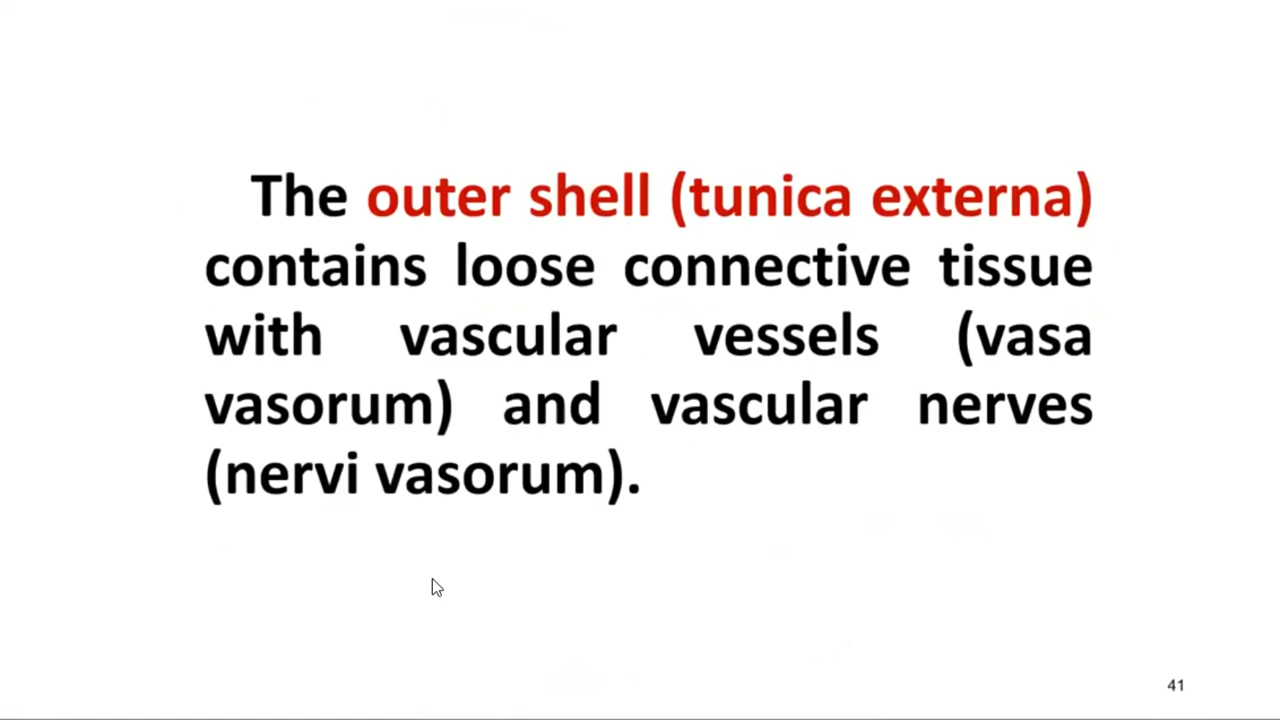 The outer shell (tunica externa)
contains loose connective tissue
with vascular vessels (vasa
vasorum) and vascular nerves
(nervi vasorum).
41